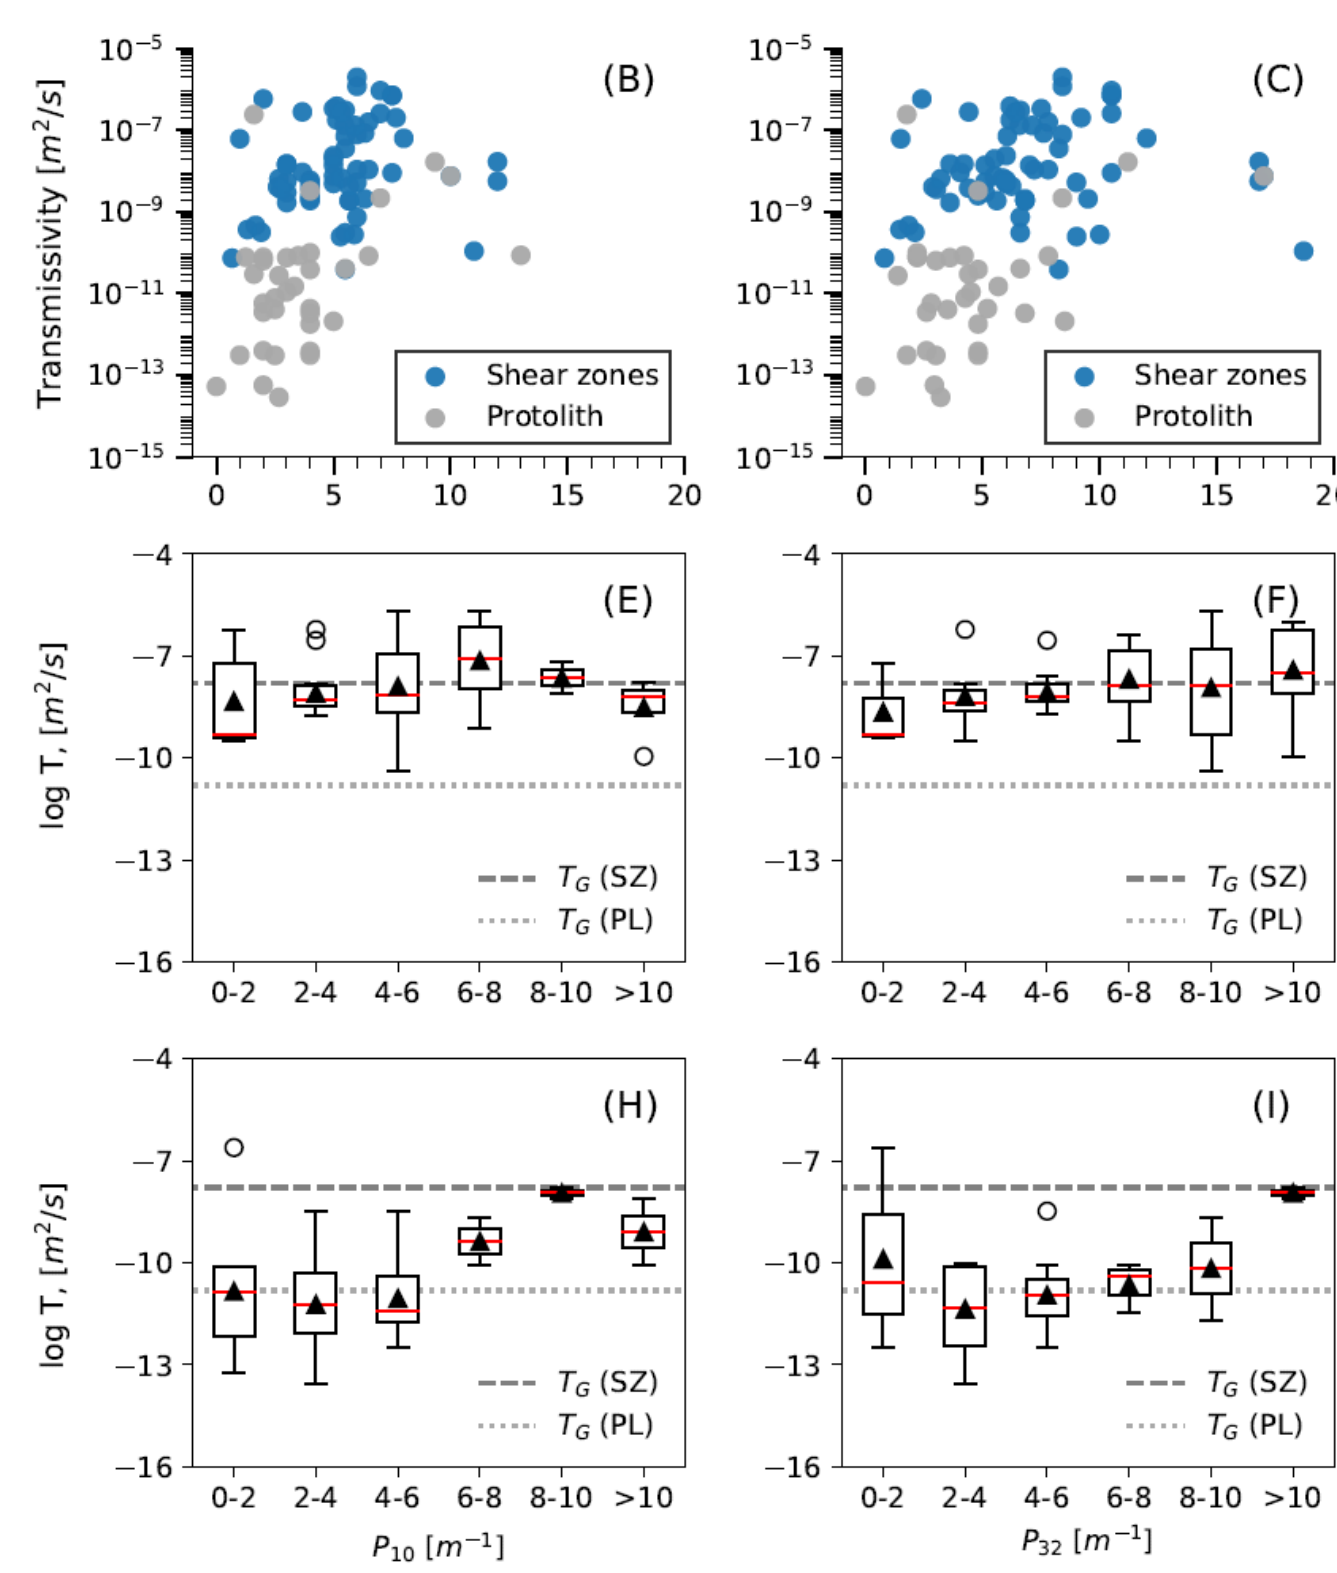 (B)
Transmissivity [m²/s]
10⁻⁵
10⁻⁷
10⁻⁹
10⁻¹¹
10⁻¹³
10⁻¹⁵
Shear zones
Protolith
0 5 10 15 20
(C)
10⁻⁵
10⁻⁷
10⁻⁹
10⁻¹¹
10⁻¹³
10⁻¹⁵
Shear zones
Protolith
0 5 10 15
(E)
log T, [m²/s]
−4
−7
−10
−13
−16
T_G (SZ)
T_G (PL)
0-2 2-4 4-6 6-8 8-10 >10
(F)
−4
−7
−10
−13
−16
T_G (SZ)
T_G (PL)
0-2 2-4 4-6 6-8 8-10 >10
(H)
log T, [m²/s]
−4
−7
−10
−13
−16
T_G (SZ)
T_G (PL)
0-2 2-4 4-6 6-8 8-10 >10
P₁₀ [m⁻¹]
(I)
−4
−7
−10
−13
−16
T_G (SZ)
T_G (PL)
0-2 2-4 4-6 6-8 8-10 >10
P₃₂ [m⁻¹]